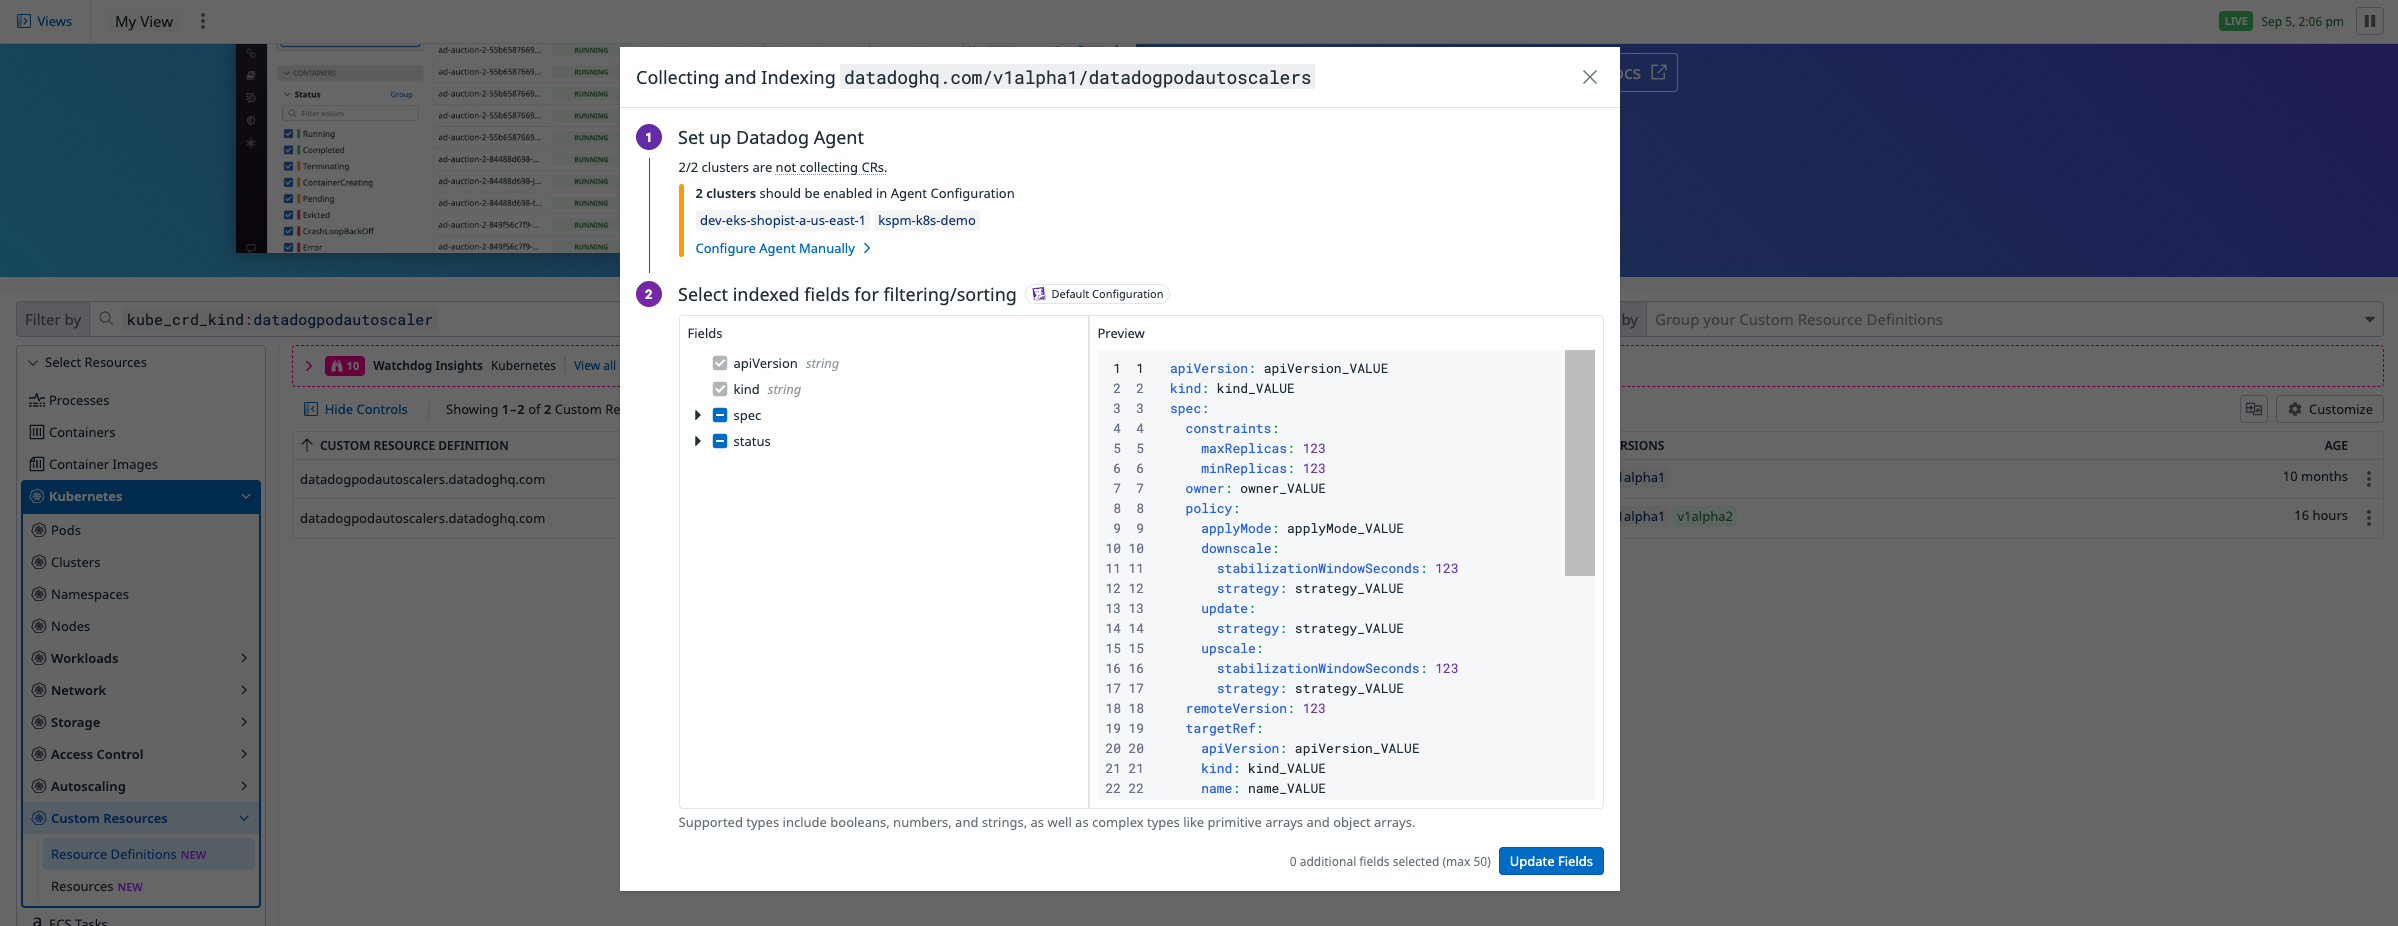 Views
My View
LIVE Sep 5, 2:06 pm
ad-auction-2-55b6587669... RUNNING
CONTAINERS
ad-auction-2-55b6587669... RUNNING
Status Group
ad-auction-2-55b6587669... RUNNING
Filter values
ad-auction-2-55b6587669... RUNNING
Running
ad-auction-2-55b6587669... RUNNING
Completed
ad-auction-2-84488d698-... RUNNING
Terminating
ContainerCreating
ad-auction-2-84488d698-j... RUNNING
Pending
ad-auction-2-84488d698-t... RUNNING
Evicted
ad-auction-2-849f56c7f9-... RUNNING
CrashLoopBackOff
Error
ad-auction-2-849f56c7f9-... RUNNING
Filter by kube_crd_kind:datadogpodautoscaler
by Group your Custom Resource Definitions
Select Resources
Processes
Containers
Container Images
Kubernetes
Pods
Clusters
Namespaces
Nodes
Workloads
Network
Storage
Access Control
Autoscaling
Custom Resources
Resource Definitions NEW
Resources NEW
ECS Tasks
10 Watchdog Insights Kubernetes View all
Hide Controls Showing 1–2 of 2 Custom Re
Customize
CUSTOM RESOURCE DEFINITION
RSIONS AGE
datadogpodautoscalers.datadoghq.com
lalpha1 10 months
datadogpodautoscalers.datadoghq.com
lalpha1 v1alpha2 16 hours
Collecting and Indexing datadoghq.com/v1alpha1/datadogpodautoscalers
OCS
1 Set up Datadog Agent
2/2 clusters are not collecting CRs.
2 clusters should be enabled in Agent Configuration
dev-eks-shopist-a-us-east-1 kspm-k8s-demo
Configure Agent Manually
2 Select indexed fields for filtering/sorting Default Configuration
Fields
apiVersion string
kind string
spec
status
Preview
1 1 apiVersion: apiVersion_VALUE
2 2 kind: kind_VALUE
3 3 spec:
4 4 constraints:
5 5 maxReplicas: 123
6 6 minReplicas: 123
7 7 owner: owner_VALUE
8 8 policy:
9 9 applyMode: applyMode_VALUE
10 10 downscale:
11 11 stabilizationWindowSeconds: 123
12 12 strategy: strategy_VALUE
13 13 update:
14 14 strategy: strategy_VALUE
15 15 upscale:
16 16 stabilizationWindowSeconds: 123
17 17 strategy: strategy_VALUE
18 18 remoteVersion: 123
19 19 targetRef:
20 20 apiVersion: apiVersion_VALUE
21 21 kind: kind_VALUE
22 22 name: name_VALUE
Supported types include booleans, numbers, and strings, as well as complex types like primitive arrays and object arrays.
0 additional fields selected (max 50) Update Fields